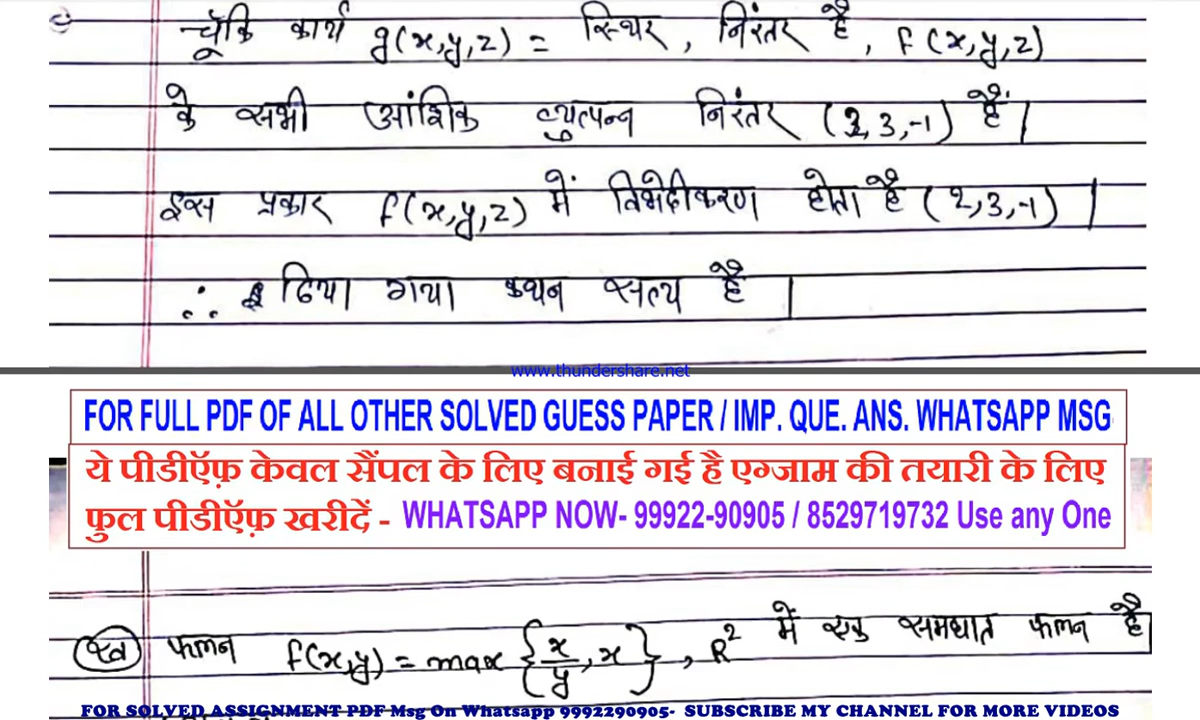 चूँकि कार्य g(x,y,z) = स्थिर, निरंतर है, f(x,y,z)
के सभी आंशिक व्युत्पन्न निरंतर (2,3,-1) हैं।
इस प्रकार f(x,y,z) में विभेदीकरण होता है (2,3,-1)।
∴ दिया गया कथन सत्य है।
www.thundershare.net
FOR FULL PDF OF ALL OTHER SOLVED GUESS PAPER / IMP. QUE. ANS. WHATSAPP MSG
ये पीडीऍफ़ केवल सैंपल के लिए बनाई गई है एग्जाम की तयारी के लिए
फुल पीडीऍफ़ खरीदें - WHATSAPP NOW- 99922-90905 / 8529719732 Use any One
(ख) फलन f(x,y) = max {x/y, x}, R² में एक समघात फलन है।
FOR SOLVED ASSIGNMENT PDF Msg On Whatsapp 9992290905- SUBSCRIBE MY CHANNEL FOR MORE VIDEOS